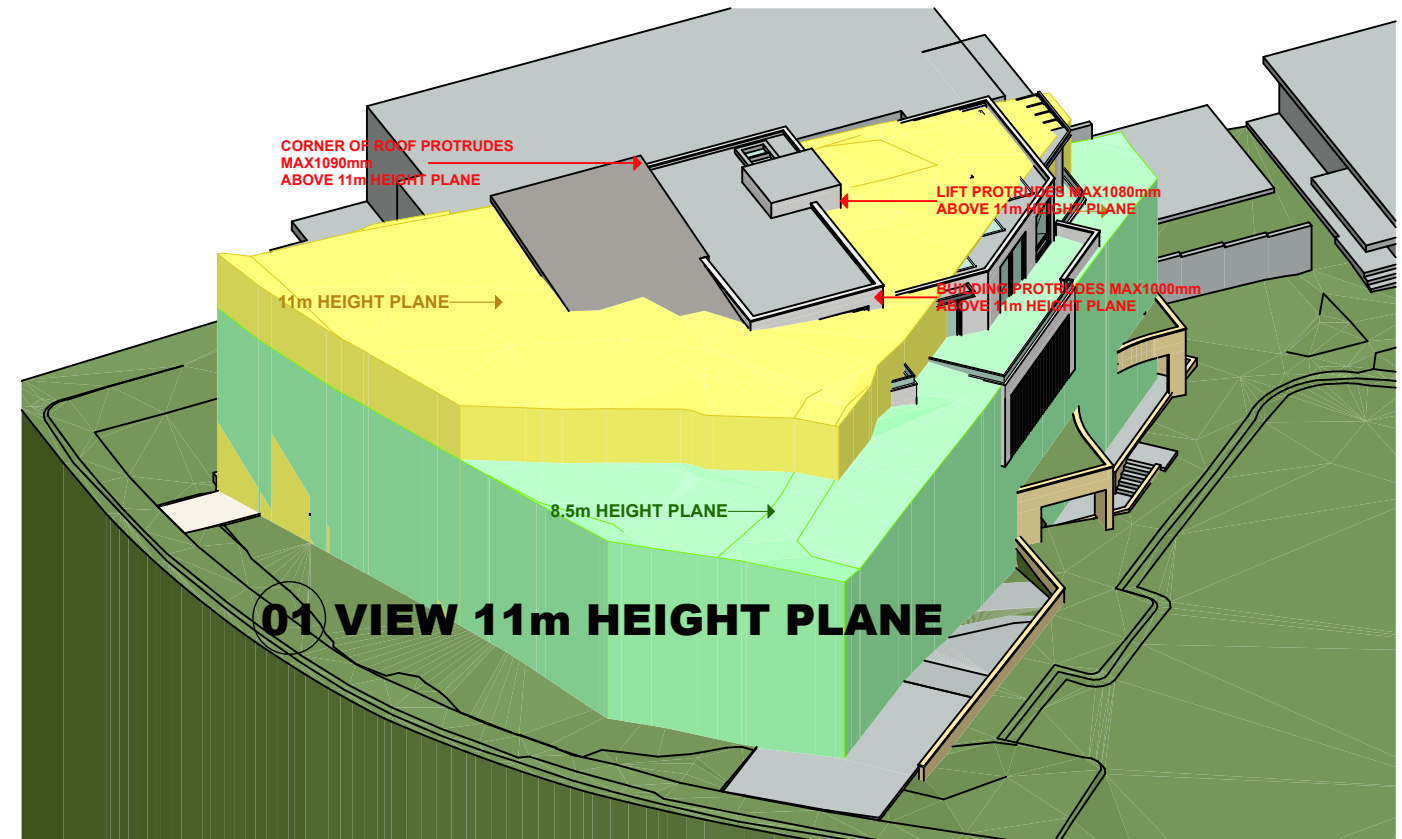 CORNER OF ROOF PROTRUDES
MAX1090mm
ABOVE 11m HEIGHT PLANE
LIFT PROTRUDES MAX1080mm
ABOVE 11m HEIGHT PLANE
11m HEIGHT PLANE
BUILDING PROTRUDES MAX1000mm
ABOVE 11m HEIGHT PLANE
8.5m HEIGHT PLANE
01 VIEW 11m HEIGHT PLANE